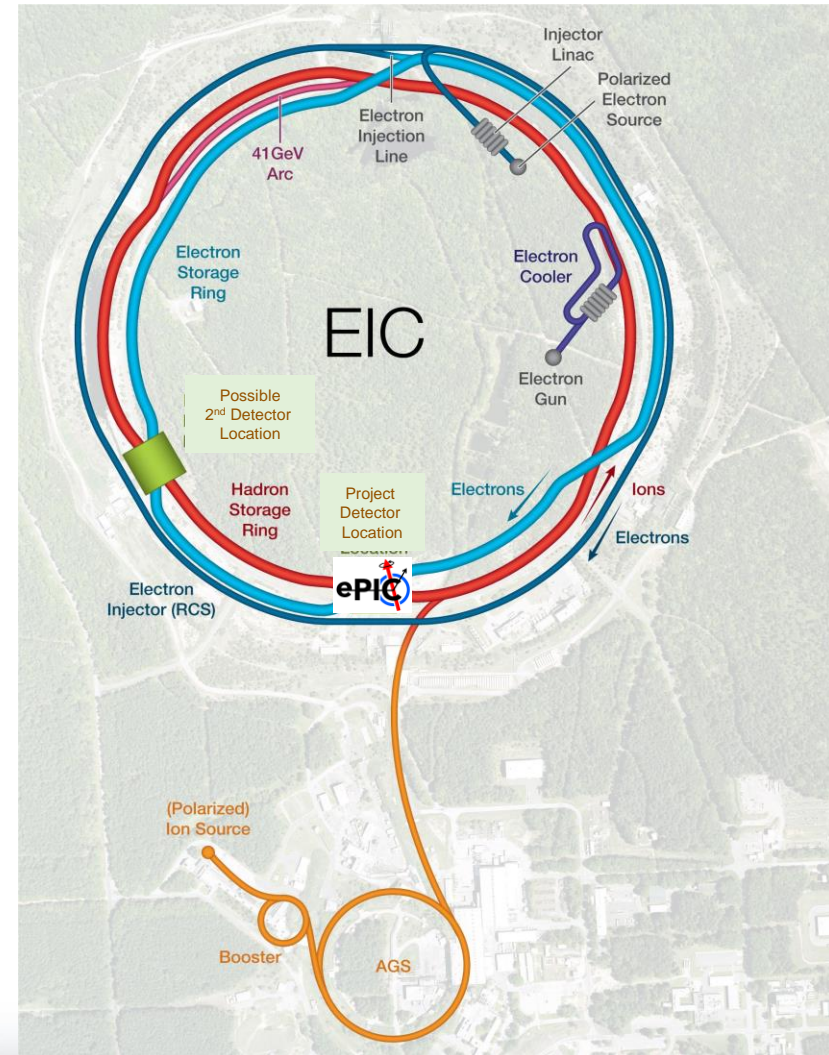 Injector
Linac
Polarized
Electron
Source
Electron
Injection
Line
41GeV
Arc
Electron
Storage
Ring
Electron
Cooler
EIC
Electron
Gun
Possible
2nd Detector
Location
Hadron
Storage
Ring
Project
Detector
Location
Location
Electrons
Ions
Electrons
ePIC
Electron
Injector (RCS)
(Polarized)
Ion Source
Booster
AGS